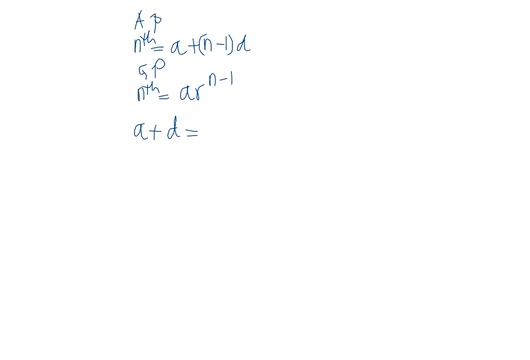 A p
nth = a + (n-1)d
G p
nth = ar^n-1
a + d =